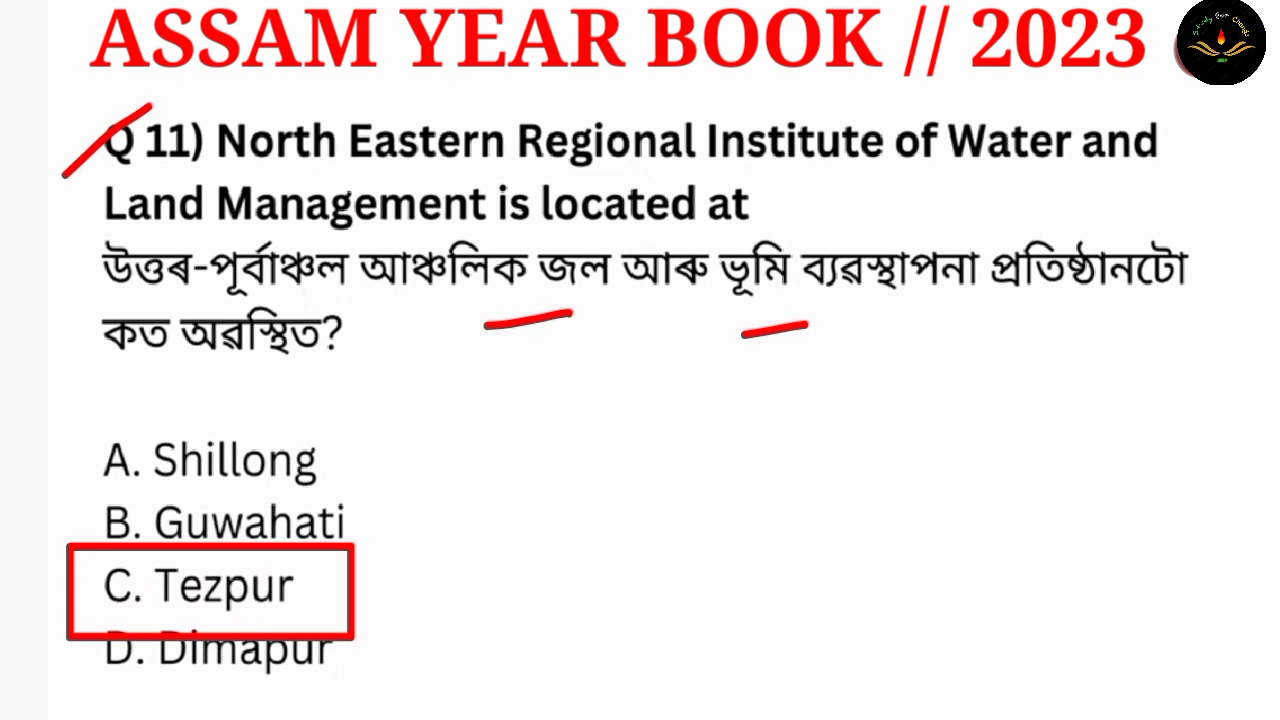 ASSAM YEAR BOOK // 2023
Q 11) North Eastern Regional Institute of Water and
Land Management is located at
উত্তৰ-পূৰ্বাঞ্চল আঞ্চলিক জল আৰু ভূমি ব্যৱস্থাপনা প্ৰতিষ্ঠানটো
কত অৱস্থিত?
A. Shillong
B. Guwahati
C. Tezpur
D. Dimapur